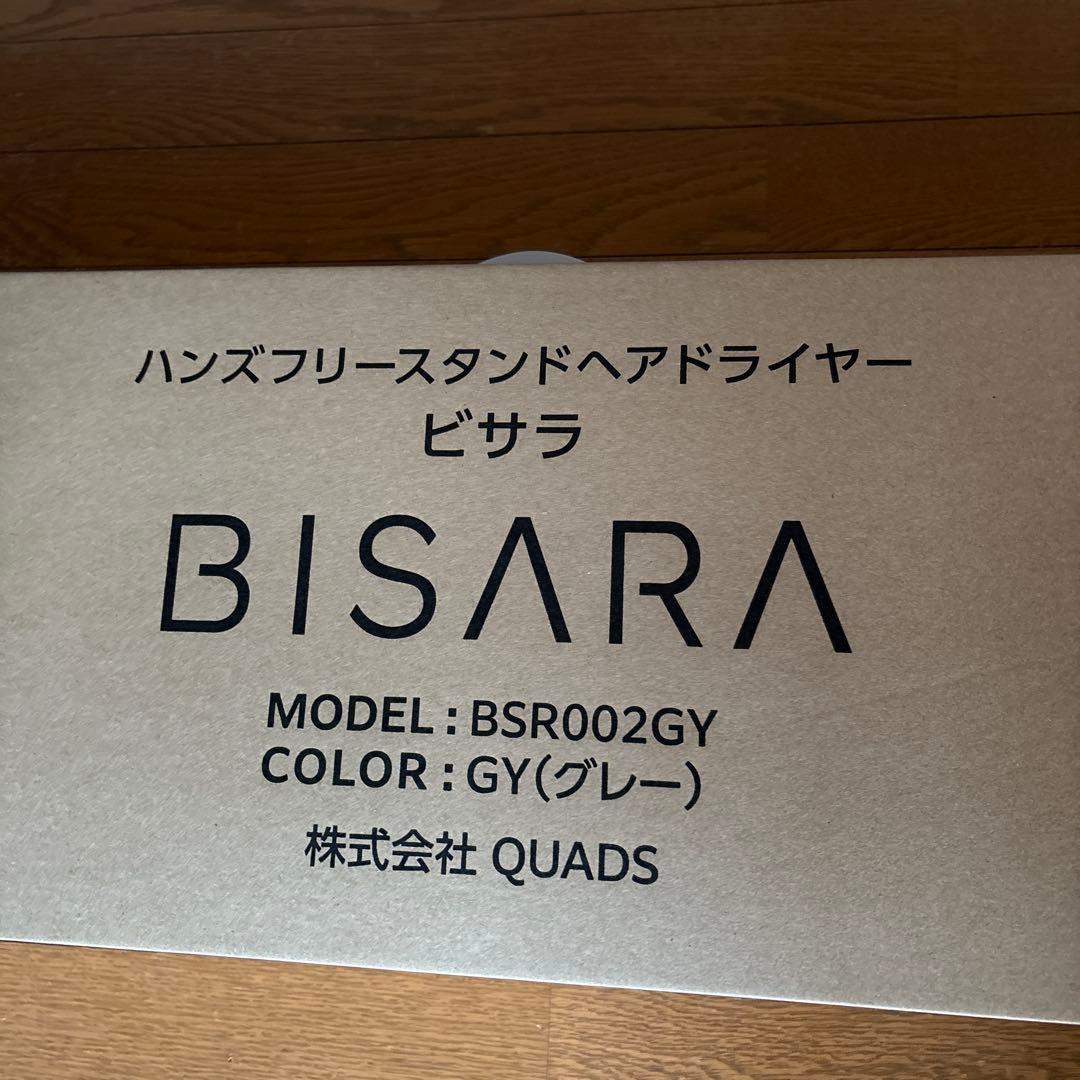 ハンズフリースタンドヘアドライヤー
ビサラ
BISARA
MODEL : BSR002GY
COLOR : GY(グレー)
株式会社 QUADS